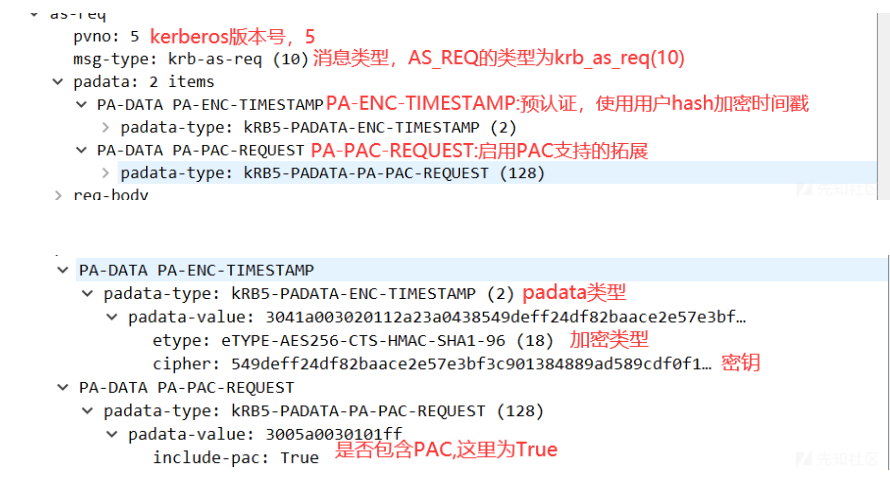 as-req
pvno: 5 kerberos版本号，5
msg-type: krb-as-req (10) 消息类型，AS_REQ的类型为krb_as_req(10)
padata: 2 items
PA-DATA PA-ENC-TIMESTAMP PA-ENC-TIMESTAMP:预认证，使用用户hash加密时间戳
padata-type: kRB5-PADATA-ENC-TIMESTAMP (2)
PA-DATA PA-PAC-REQUEST PA-PAC-REQUEST:启用PAC支持的拓展
padata-type: kRB5-PADATA-PA-PAC-REQUEST (128)
req-body
先知社区
PA-DATA PA-ENC-TIMESTAMP
padata-type: kRB5-PADATA-ENC-TIMESTAMP (2) padata类型
padata-value: 3041a003020112a23a0438549deff24df82baace2e57e3bf…
etype: eTYPE-AES256-CTS-HMAC-SHA1-96 (18) 加密类型
cipher: 549deff24df82baace2e57e3bf3c901384889ad589cdf0f1… 密钥
PA-DATA PA-PAC-REQUEST
padata-type: kRB5-PADATA-PA-PAC-REQUEST (128)
padata-value: 3005a0030101ff
include-pac: True 是否包含PAC,这里为True
先知社区